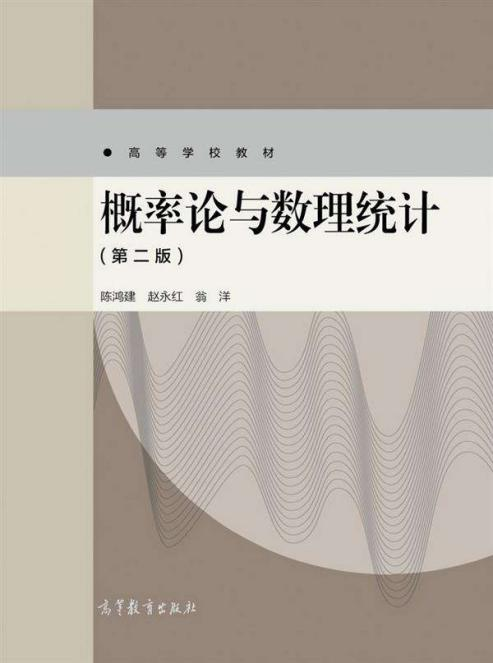 ● 高等学校教材
概率论与数理统计
(第二版)
陈鸿建 赵永红 翁 洋
高等教育出版社